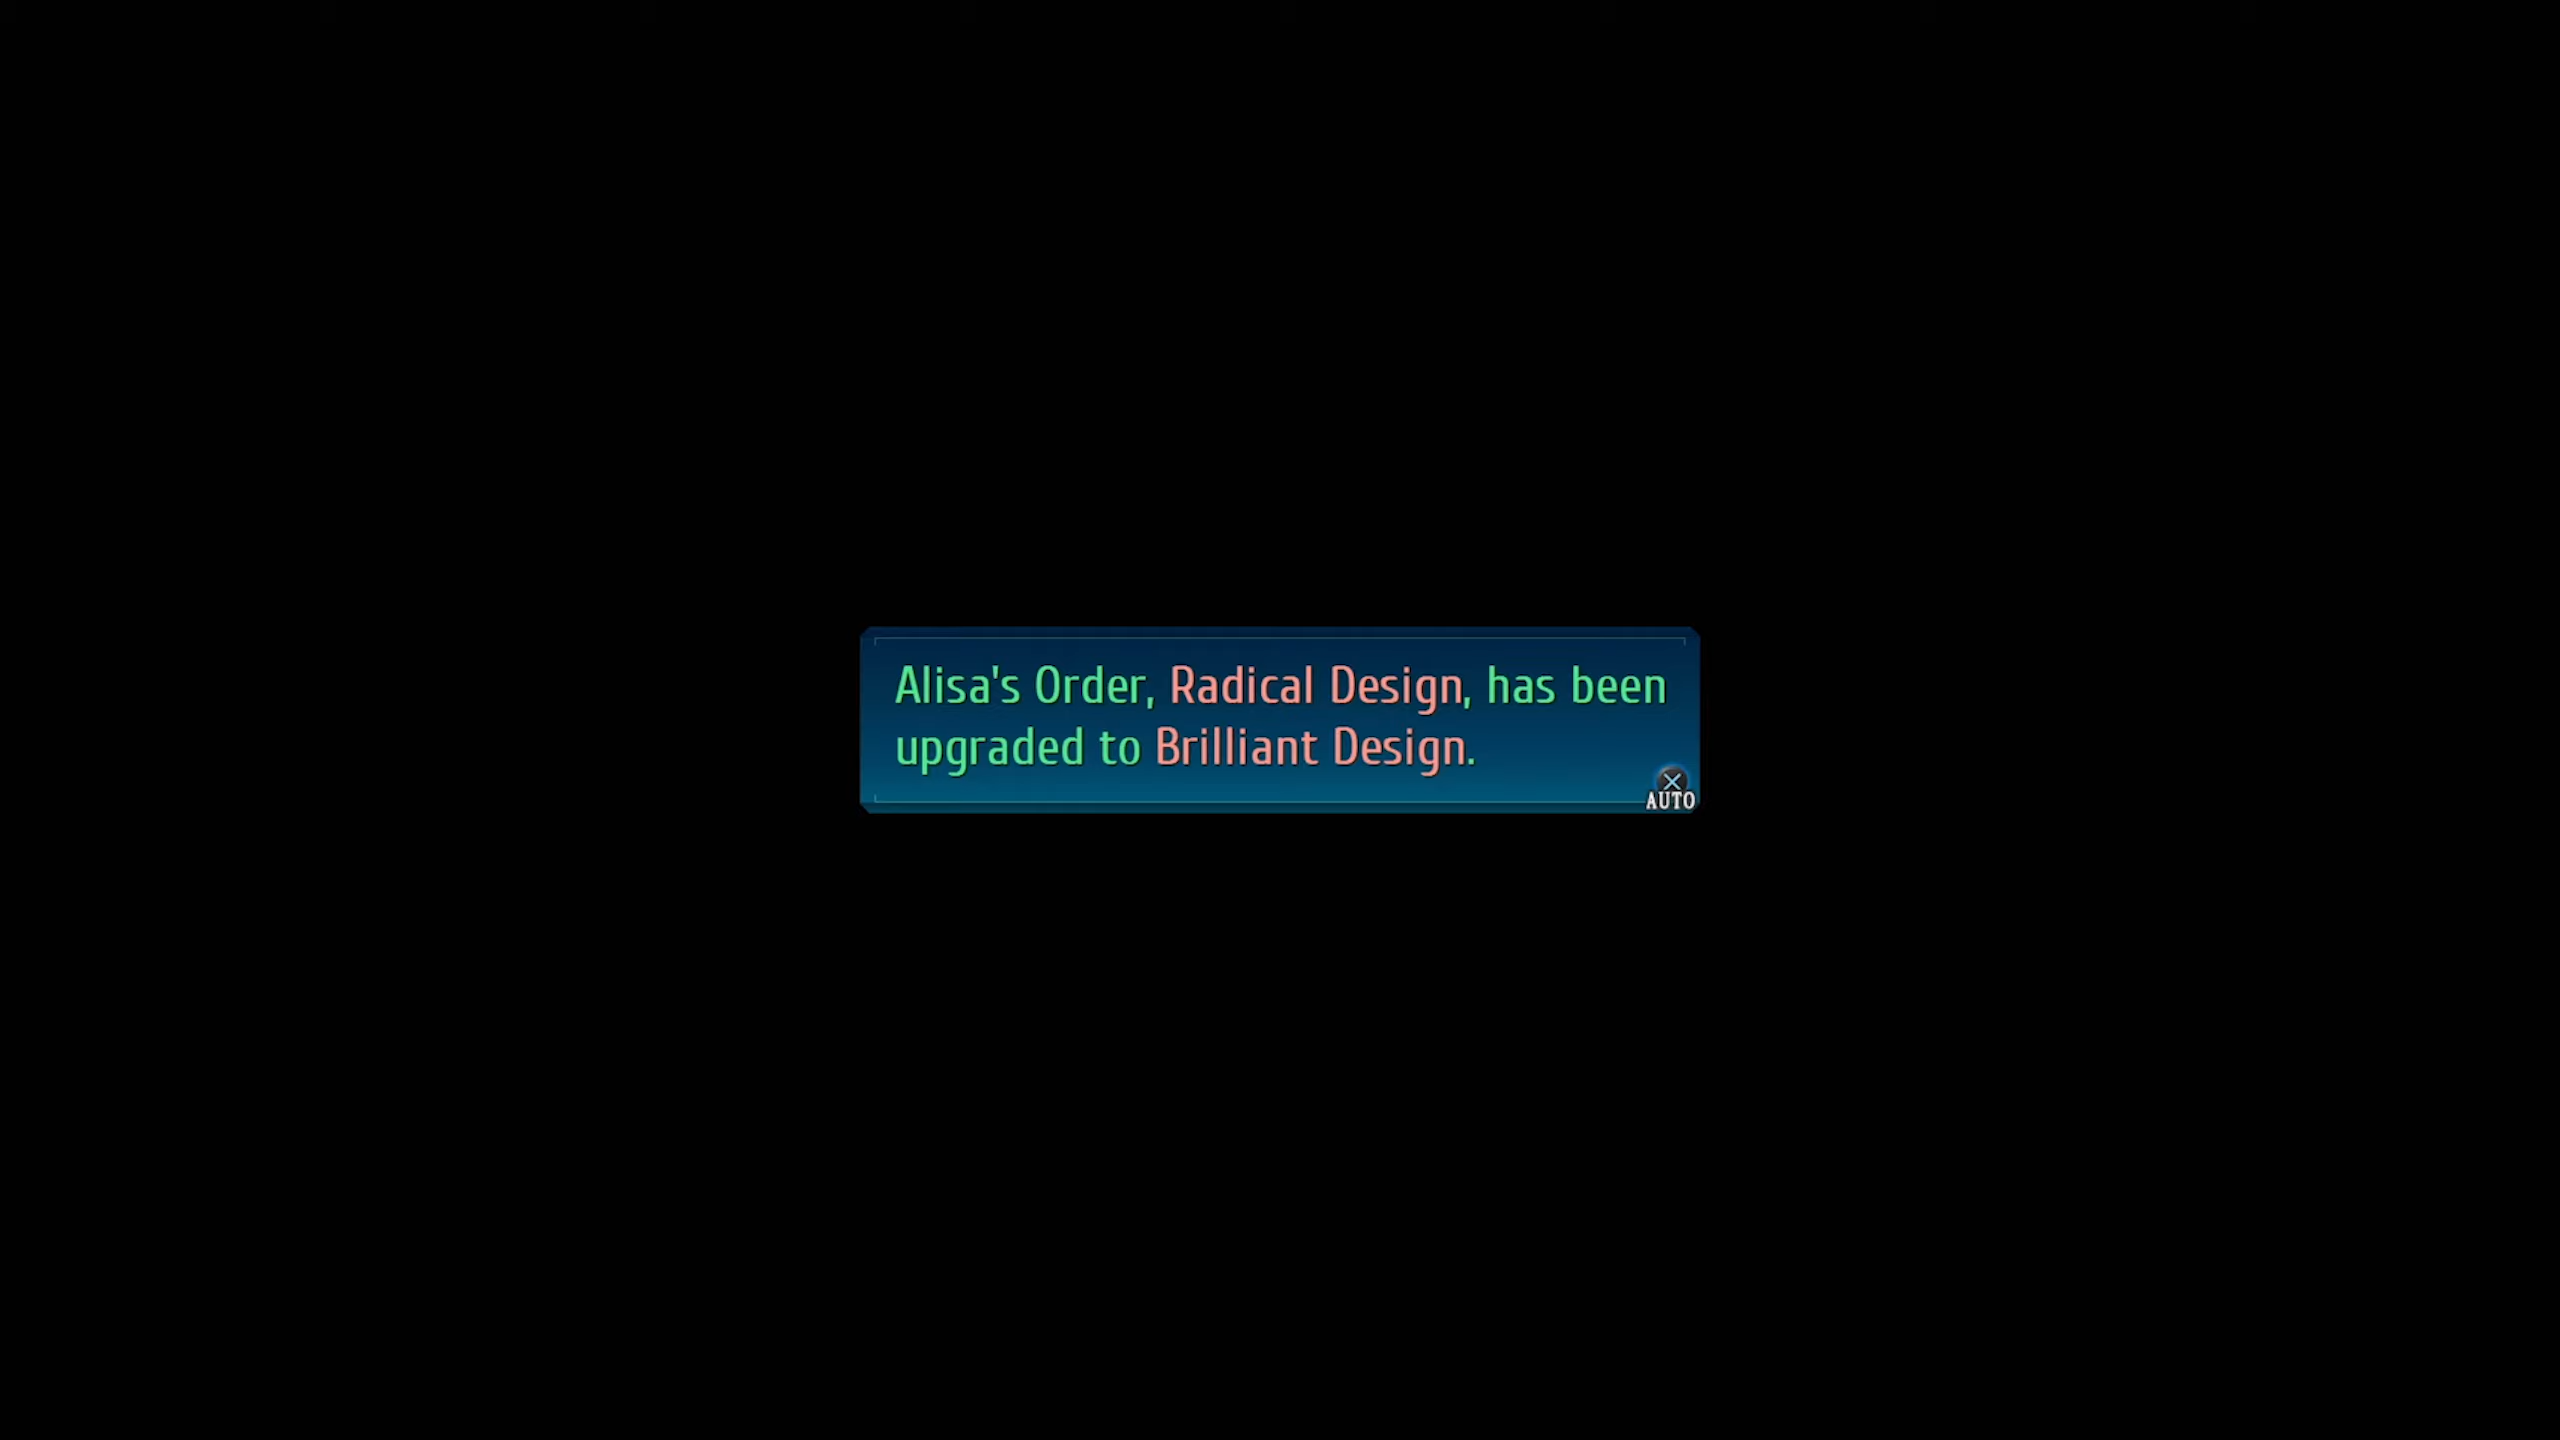 Alisa's Order, Radical Design, has been
upgraded to Brilliant Design.
AUTO